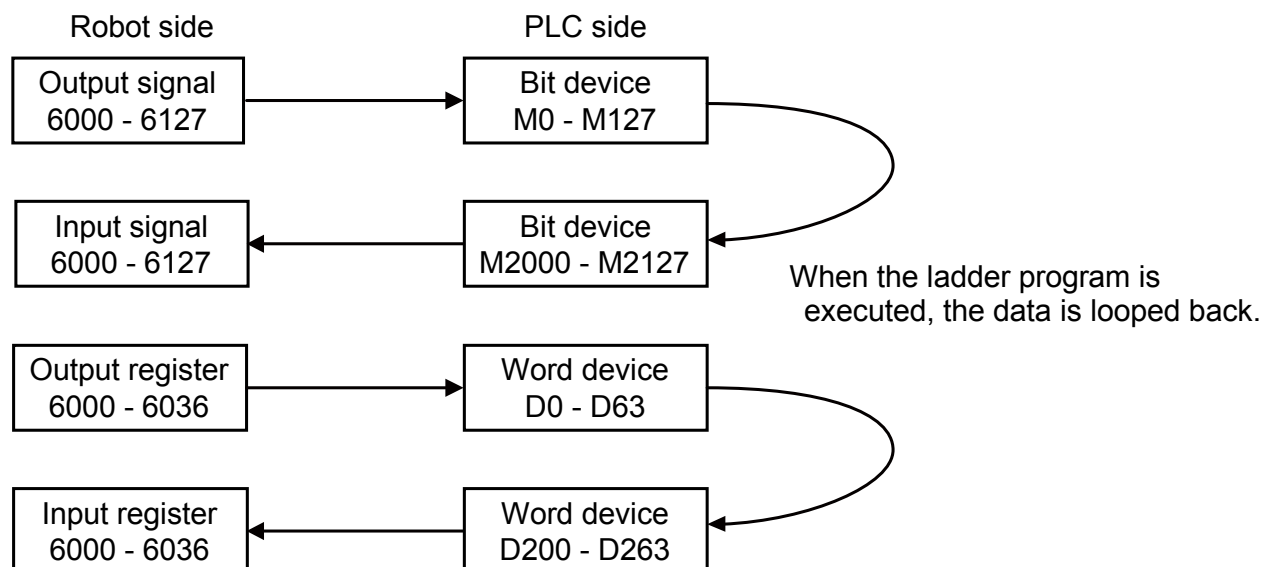 Robot side
PLC side
Output signal
6000 - 6127
Bit device
M0 - M127
Input signal
6000 - 6127
Bit device
M2000 - M2127
When the ladder program is
executed, the data is looped back.
Output register
6000 - 6036
Word device
D0 - D63
Input register
6000 - 6036
Word device
D200 - D263